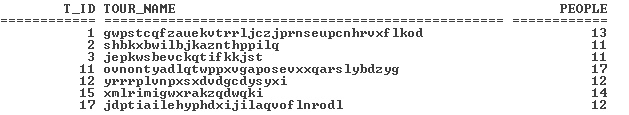 T_ID TOUR_NAME PEOPLE
1 gwpstcqfzauekvtrrljczjprnseupcnhrvxflkod 13
2 shbkxbwilbjkaznthppilq 11
3 jepkwsbevckqtifkkjst 11
11 ovnontyadlqtwppxvgaposevxxqarslybdzyg 17
12 yrrrplvnpxsxdvdgcdysyxi 12
15 xmlrimigwxrakzqdwqki 14
17 jdptiailehyphdxijilaqvoflnrodl 12